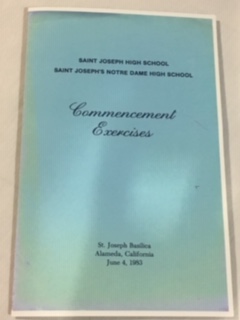 SAINT JOSEPH HIGH SCHOOL
SAINT JOSEPH'S NOTRE DAME HIGH SCHOOL
Commencement
Exercises
St. Joseph Basilica
Alameda, California
June 4, 1983